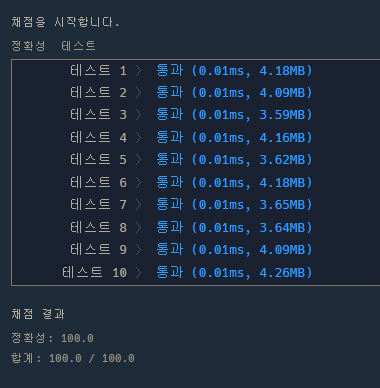 채점을 시작합니다.
정확성 테스트
테스트 1 〉 통과 (0.01ms, 4.18MB)
테스트 2 〉 통과 (0.01ms, 4.09MB)
테스트 3 〉 통과 (0.01ms, 3.59MB)
테스트 4 〉 통과 (0.01ms, 4.16MB)
테스트 5 〉 통과 (0.01ms, 3.62MB)
테스트 6 〉 통과 (0.01ms, 4.18MB)
테스트 7 〉 통과 (0.01ms, 3.65MB)
테스트 8 〉 통과 (0.01ms, 3.64MB)
테스트 9 〉 통과 (0.01ms, 4.09MB)
테스트 10 〉 통과 (0.01ms, 4.26MB)
채점 결과
정확성: 100.0
합계: 100.0 / 100.0